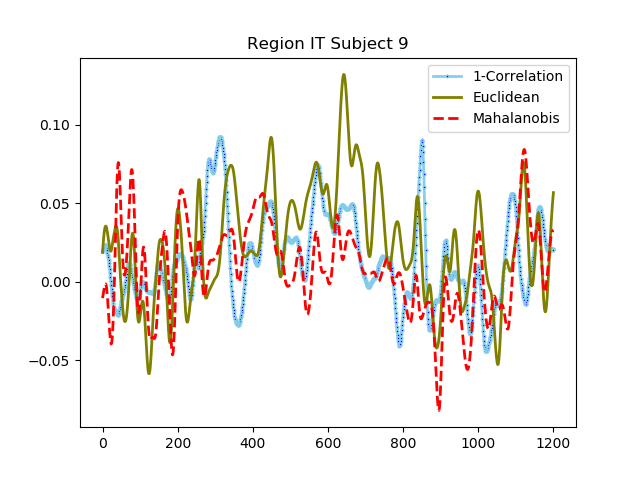 Region IT Subject 9
1-Correlation
Euclidean
Mahalanobis
0.10
0.05
0.00
−0.05
0 200 400 600 800 1000 1200